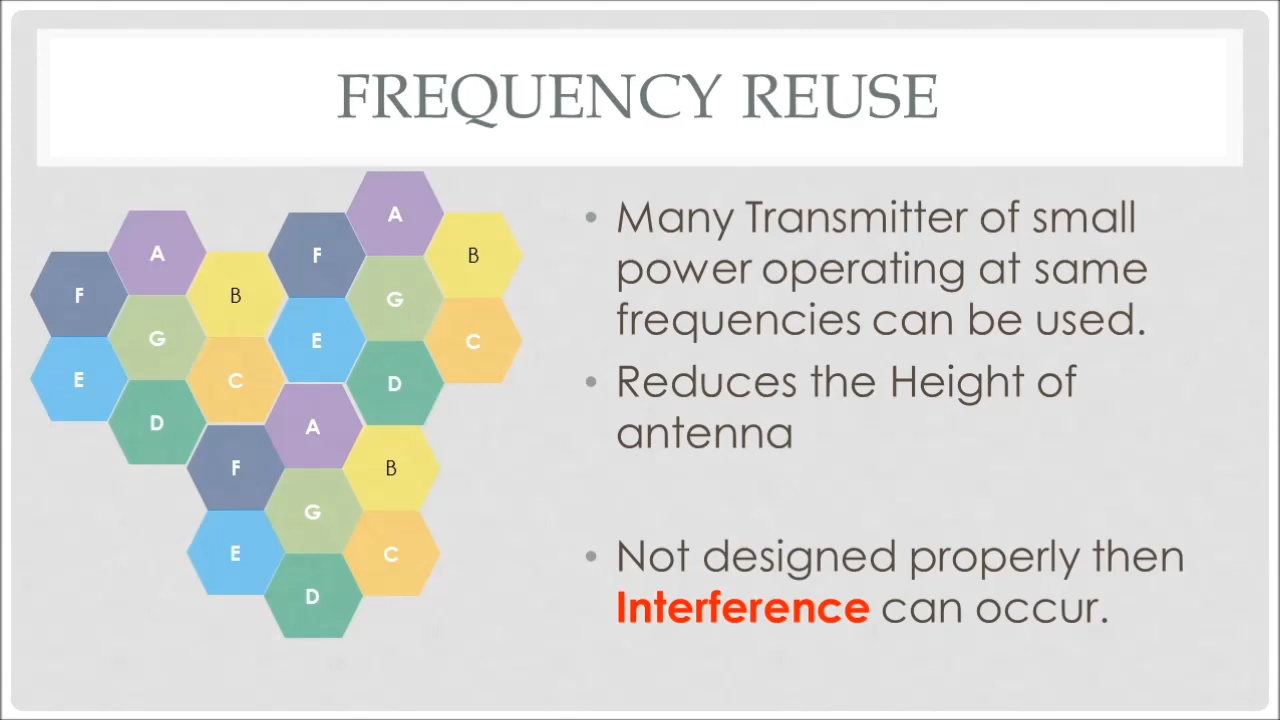 FREQUENCY REUSE
A
F
B
G
E
C
D
A
F
B
G
E
C
D
A
F
B
G
E
C
D
• Many Transmitter of small
power operating at same
frequencies can be used.
• Reduces the Height of
antenna
• Not designed properly then
Interference can occur.